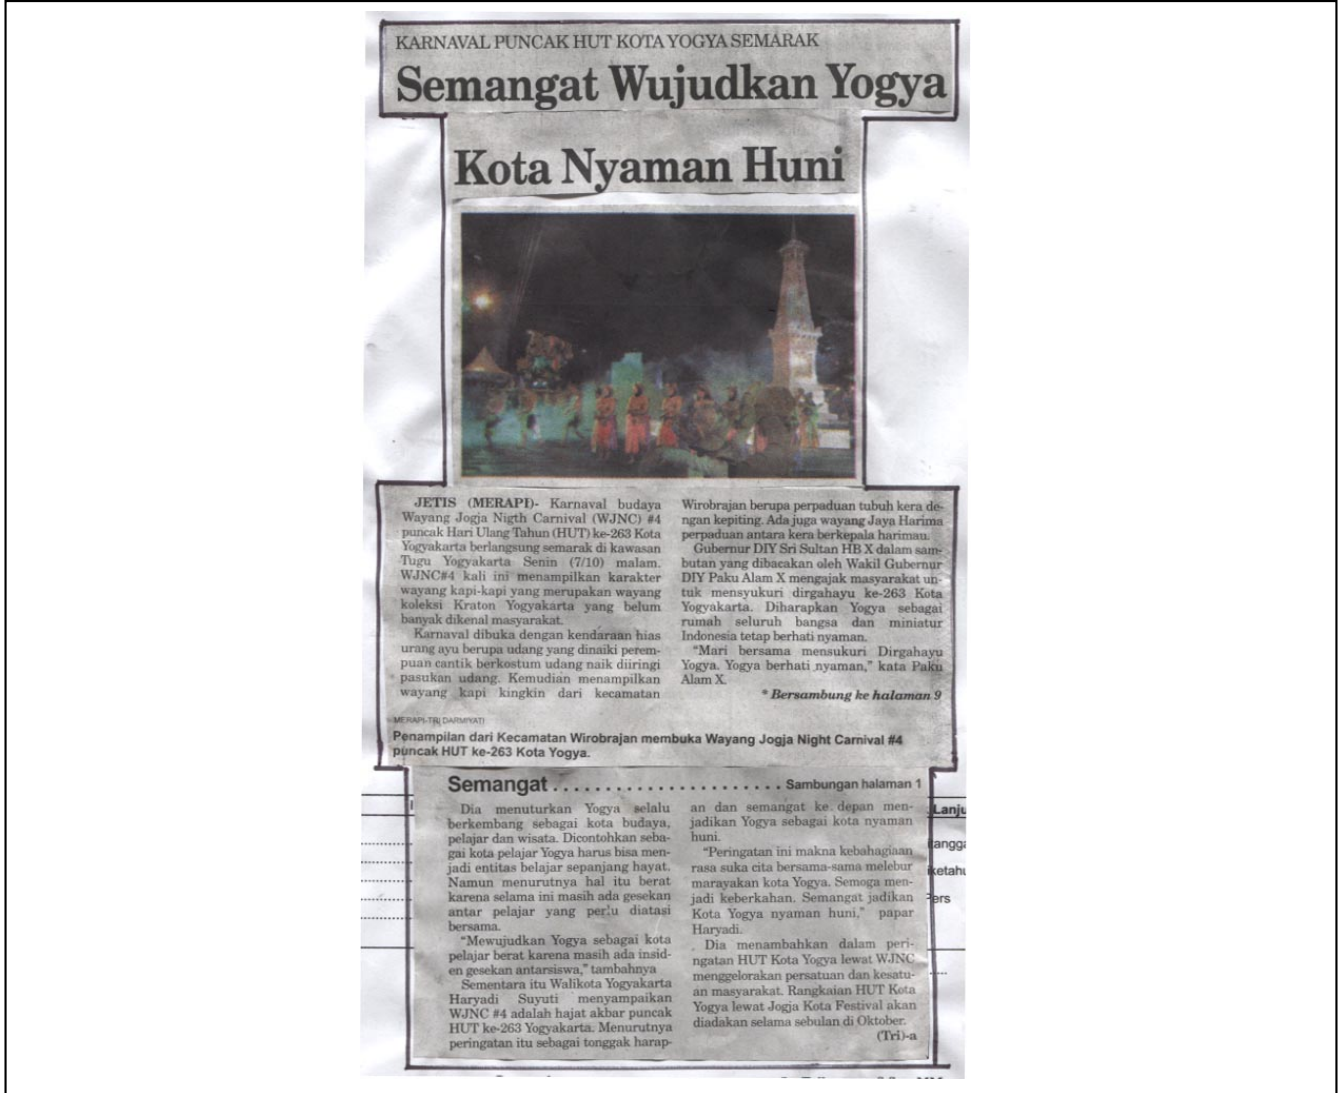 KARNAVAL PUNCAK HUT KOTA YOGYA SEMARAK
Semangat Wujudkan Yogya
Kota Nyaman Huni
JETIS (MERAPI)- Karnaval budaya
Wayang Jogja Nigth Carnival (WJNC) #4
puncak Hari Ulang Tahun (HUT) ke-263 Kota
Yogyakarta berlangsung semarak di kawasan
Tugu Yogyakarta Senin (7/10) malam.
WJNC#4 kali ini menampilkan karakter
wayang kapi-kapi yang merupakan wayang
koleksi Kraton Yogyakarta yang belum
banyak dikenal masyarakat.
Karnaval dibuka dengan kendaraan hias
urang ayu berupa udang yang dinaiki perem-
puan cantik berkostum udang naik diiringi
pasukan udang. Kemudian menampilkan
wayang kapi kingkin dari kecamatan
Wirobrajan berupa perpaduan tubuh kera de-
ngan kepiting. Ada juga wayang Jaya Harima
perpaduan antara kera berkepala harimau.
Gubernur DIY Sri Sultan HB X dalam sam-
butan yang dibacakan oleh Wakil Gubernur
DIY Paku Alam X mengajak masyarakat un-
tuk mensyukuri dirgahayu ke-263 Kota
Yogyakarta. Diharapkan Yogya sebagai
rumah seluruh bangsa dan miniatur
Indonesia tetap berhati nyaman.
"Mari bersama mensukuri Dirgahayu
Yogya. Yogya berhati nyaman," kata Paku
Alam X.
* Bersambung ke halaman 9
MERAPI-TRI DARMIYATI
Penampilan dari Kecamatan Wirobrajan membuka Wayang Jogja Night Carnival #4
puncak HUT ke-263 Kota Yogya.
Semangat . . . . . . . . . . . . . . . . . . . . . . . Sambungan halaman 1
Dia menuturkan Yogya selalu
berkembang sebagai kota budaya,
pelajar dan wisata. Dicontohkan seba-
gai kota pelajar Yogya harus bisa men-
jadi entitas belajar sepanjang hayat.
Namun menurutnya hal itu berat
karena selama ini masih ada gesekan
antar pelajar yang perlu diatasi
bersama.
"Mewujudkan Yogya sebagai kota
pelajar berat karena masih ada insid-
en gesekan antarsiswa," tambahnya
Sementara itu Walikota Yogyakarta
Haryadi Suyuti menyampaikan
WJNC #4 adalah hajat akbar puncak
HUT ke-263 Yogyakarta. Menurutnya
peringatan itu sebagai tonggak harap-
an dan semangat ke depan men-
jadikan Yogya sebagai kota nyaman
huni.
"Peringatan ini makna kebahagiaan
rasa suka cita bersama-sama melebur
marayakan kota Yogya. Semoga men-
jadi keberkahan. Semangat jadikan
Kota Yogya nyaman huni," papar
Haryadi.
Dia menambahkan dalam peri-
ngatan HUT Kota Yogya lewat WJNC
menggelorakan persatuan dan kesatu-
an masyarakat. Rangkaian HUT Kota
Yogya lewat Jogja Kota Festival akan
diadakan selama sebulan di Oktober.
(Tri)-a
Lanju
angga
ketahu
ers